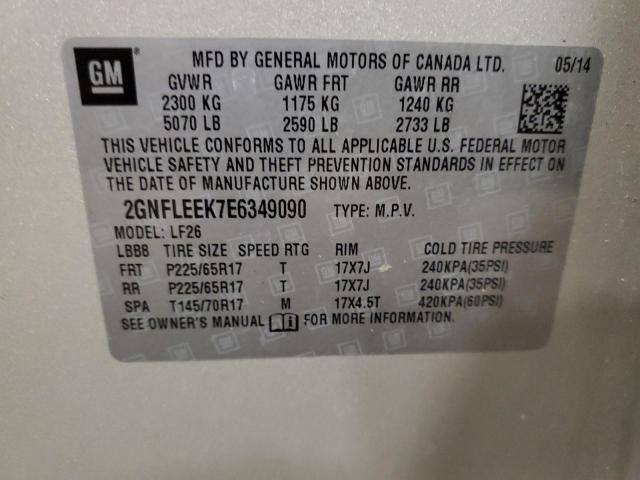 GM
MFD BY GENERAL MOTORS OF CANADA LTD. 05/14
GVWR GAWR FRT GAWR RR
2300 KG 1175 KG 1240 KG
5070 LB 2590 LB 2733 LB
THIS VEHICLE CONFORMS TO ALL APPLICABLE U.S. FEDERAL MOTOR
VEHICLE SAFETY AND THEFT PREVENTION STANDARDS IN EFFECT ON
THE DATE OF MANUFACTURE SHOWN ABOVE.
2GNFLEEK7E6349090 TYPE: M.P.V.
MODEL: LF26
LBB8 TIRE SIZE SPEED RTG RIM COLD TIRE PRESSURE
FRT P225/65R17 T 17X7J 240KPA(35PSI)
RR P225/65R17 T 17X7J 240KPA(35PSI)
SPA T145/70R17 M 17X4.5T 420KPA(60PSI)
SEE OWNER'S MANUAL FOR MORE INFORMATION.